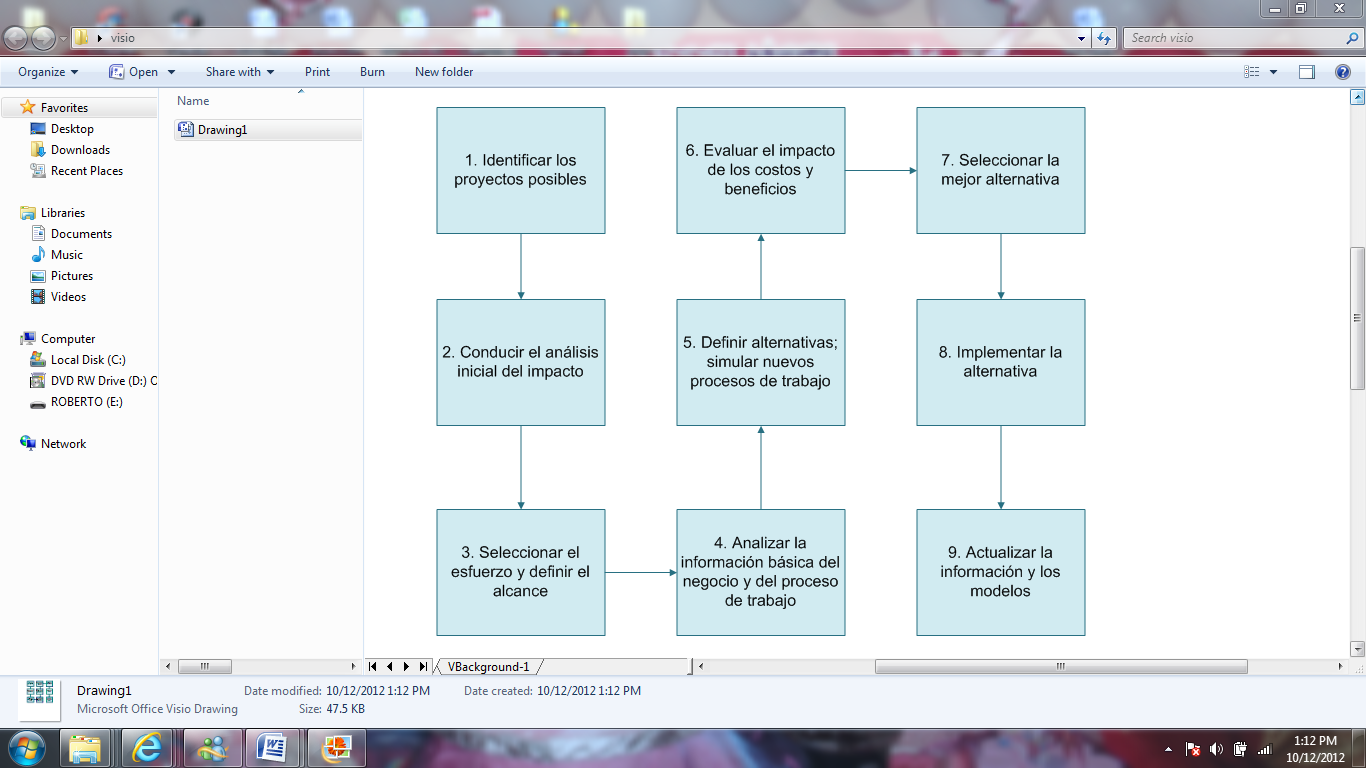 visio
Search visio
Organize
Open
Share with
Print
Burn
New folder
Favorites
Desktop
Downloads
Recent Places
Libraries
Documents
Music
Pictures
Videos
Computer
Local Disk (C:)
DVD RW Drive (D:) C
ROBERTO (E:)
Network
Name
Drawing1
1. Identificar los
proyectos posibles
2. Conducir el análisis
inicial del impacto
3. Seleccionar el
esfuerzo y definir el
alcance
4. Analizar la
información básica del
negocio y del proceso
de trabajo
5. Definir alternativas;
simular nuevos
procesos de trabajo
6. Evaluar el impacto
de los costos y
beneficios
7. Seleccionar la
mejor alternativa
8. Implementar la
alternativa
9. Actualizar la
información y los
modelos
VBackground-1
Drawing1
Date modified: 10/12/2012 1:12 PM
Date created: 10/12/2012 1:12 PM
Microsoft Office Visio Drawing
Size: 47.5 KB
1:12 PM
10/12/2012